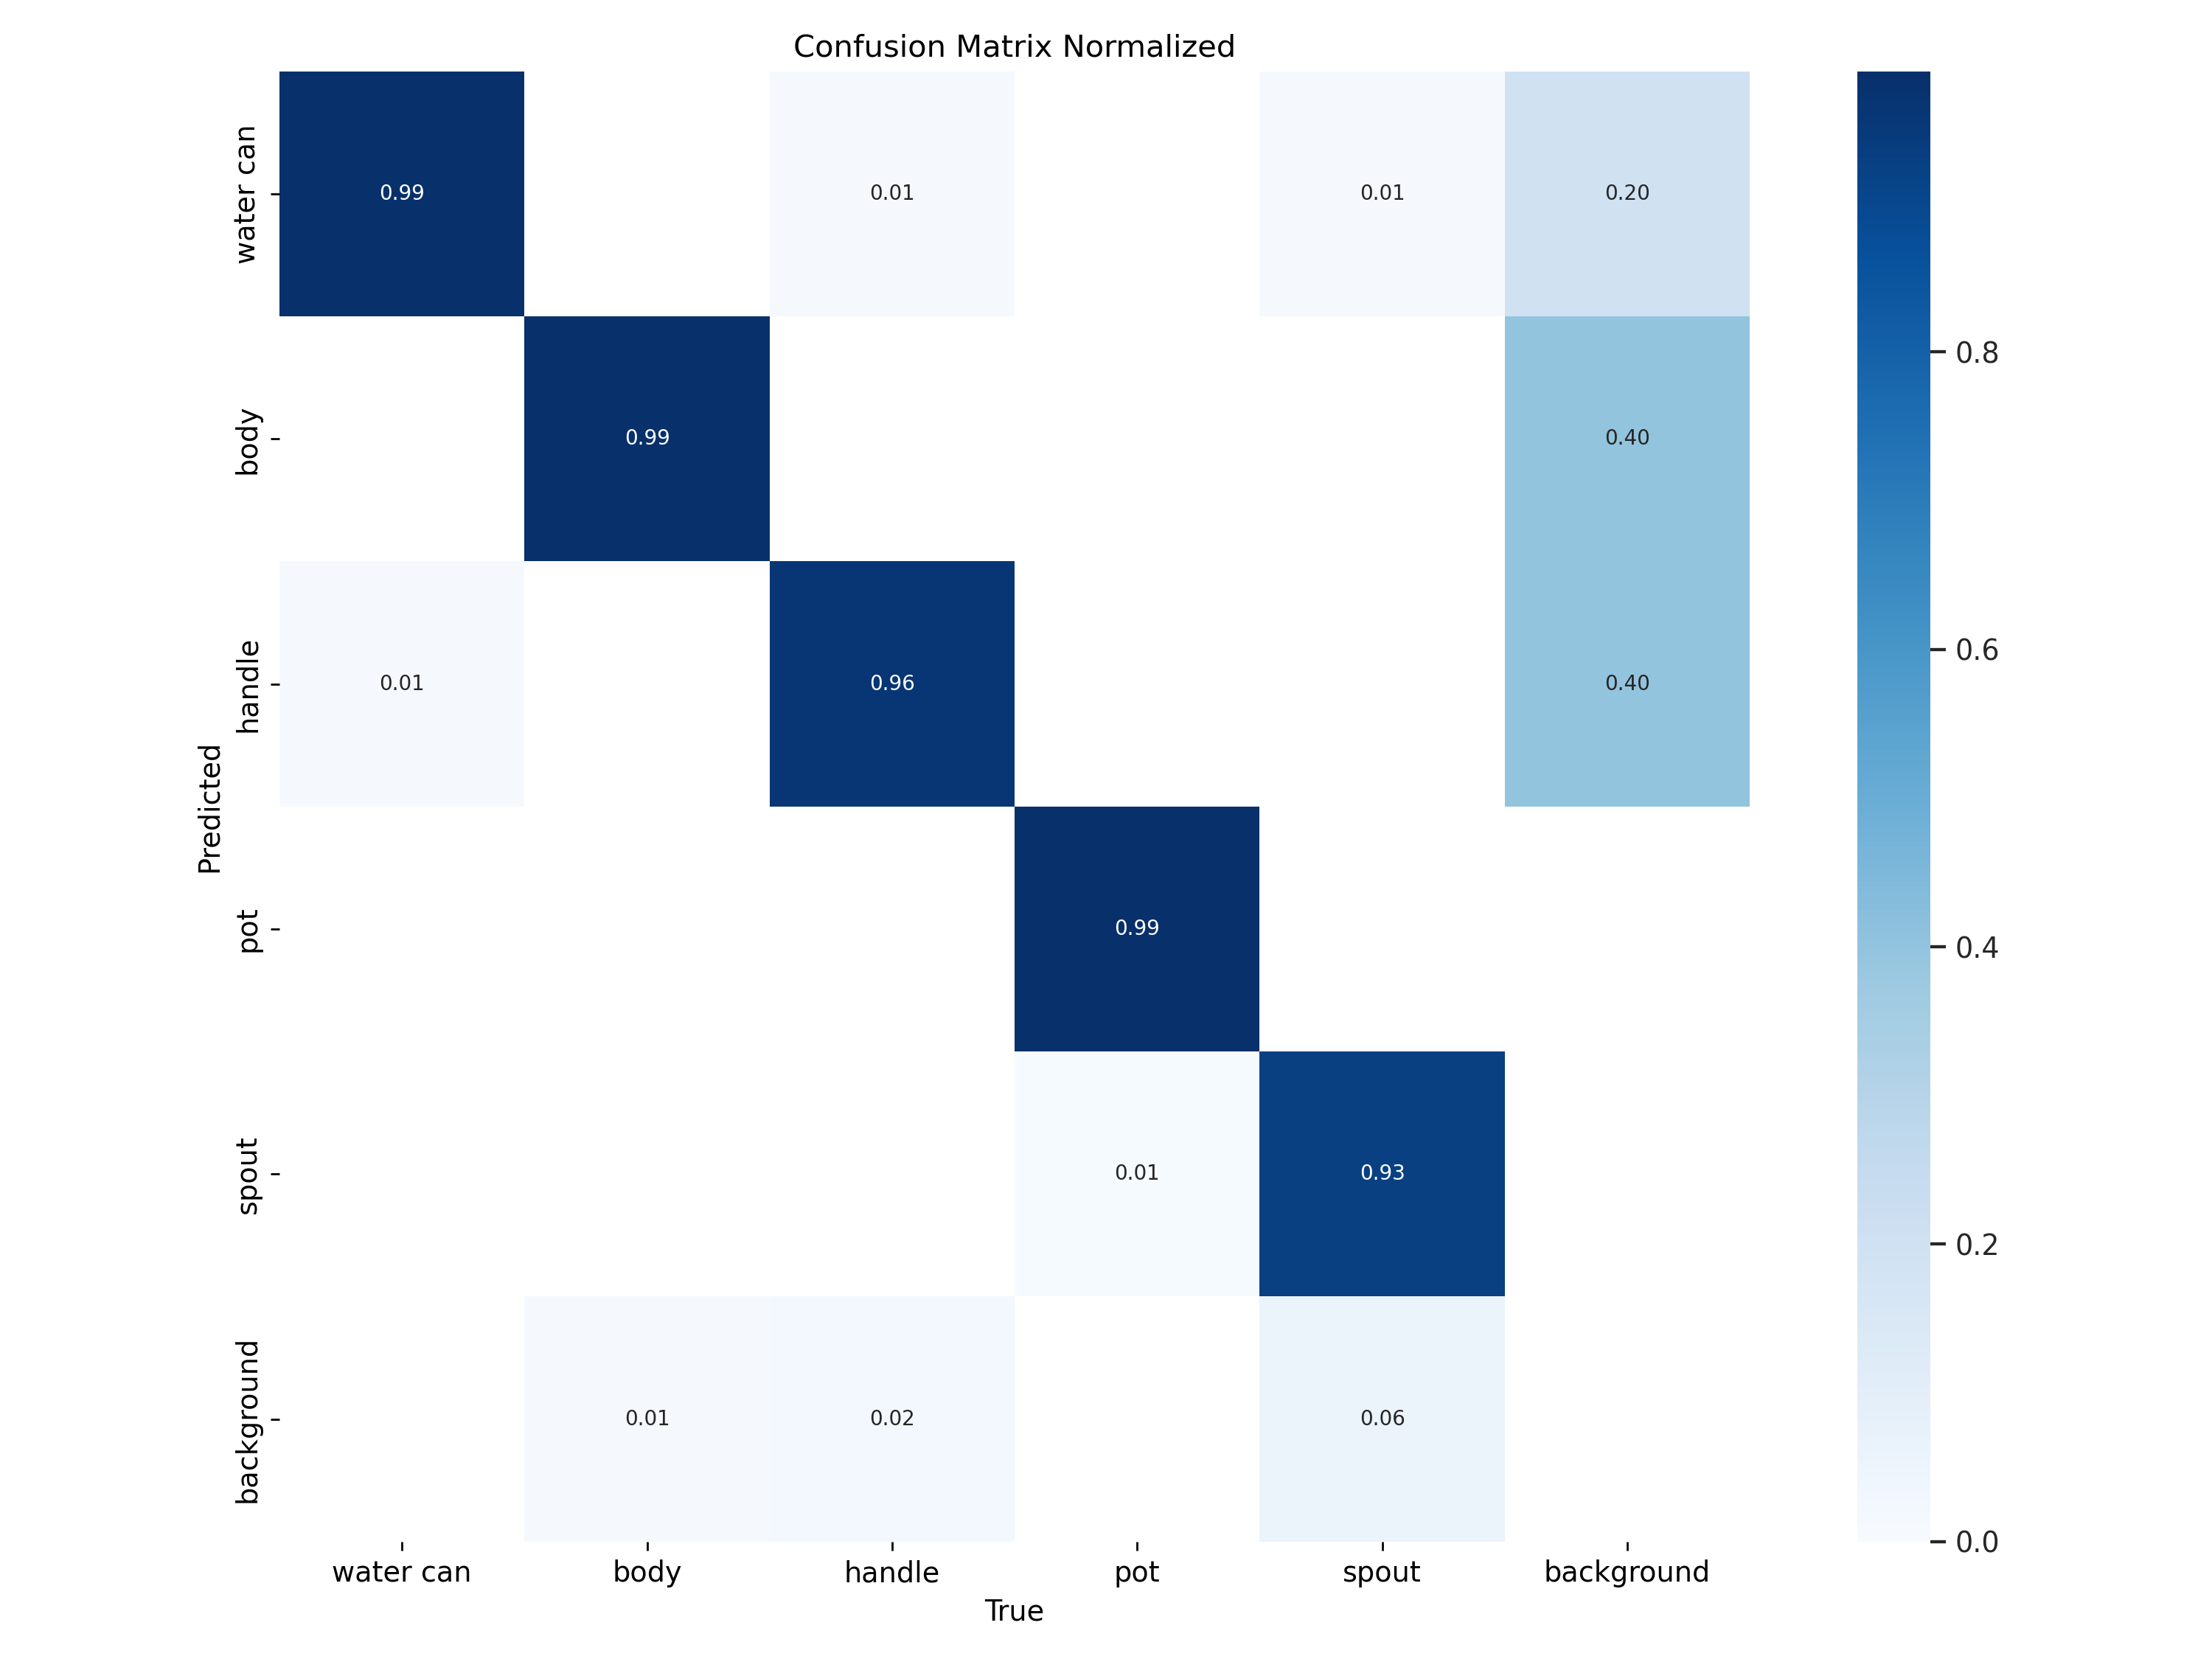 Confusion Matrix Normalized
water can
0.99
0.01
0.01
0.20
body
0.99
0.40
handle
0.01
0.96
0.40
pot
0.99
spout
0.01
0.93
background
0.01
0.02
0.06
Predicted
water can
body
handle
pot
spout
background
True
0.8
0.6
0.4
0.2
0.0